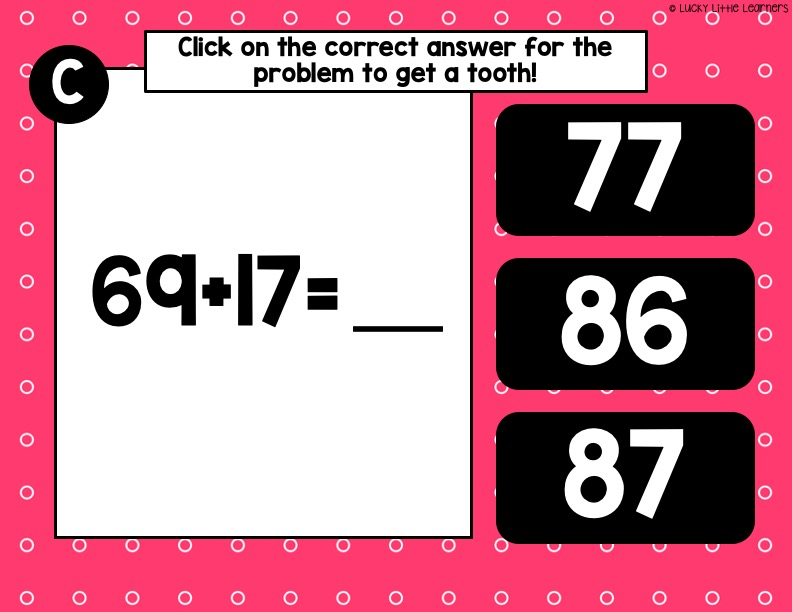 © Lucky Little Learners
Click on the correct answer for the
problem to get a tooth!
C
69+17= ___
77
86
87